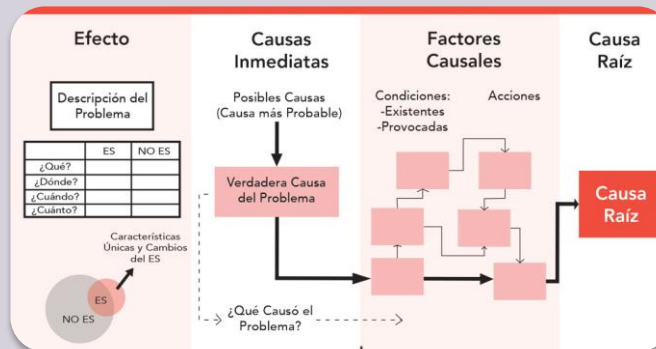 Efecto
Descripción del
Problema
ES
NO ES
¿Qué?
¿Dónde?
¿Cuándo?
¿Cuánto?
Características
Únicas y Cambios
del ES
ES
NO ES
Causas
Inmediatas
Posibles Causas
(Causa más Probable)
Verdadera Causa
del Problema
¿Qué Causó el
Problema?
Factores
Causales
Condiciones:
-Existentes
-Provocadas
Acciones
Causa
Raíz
Causa
Raíz